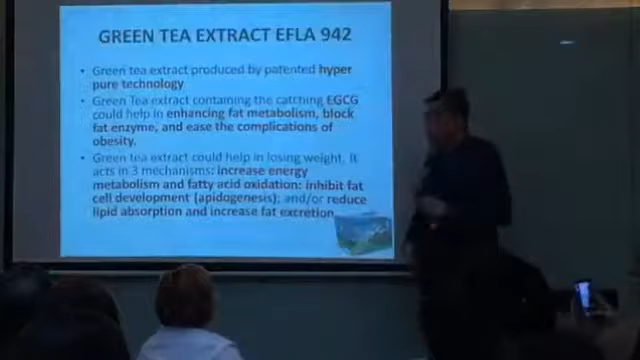 GREEN TEA EXTRACT EFLA 942
• Green tea extract produced by patented hyper
pure technology
• Green Tea extract containing the catching EGCG
could help in enhancing fat metabolism, block
fat enzyme, and ease the complications of
obesity.
• Green tea extract could help in losing weight. It
acts in 3 mechanisms: increase energy
metabolism and fatty acid oxidation: inhibit fat
cell development (apidogenesis); and/or reduce
lipid absorption and increase fat excretion